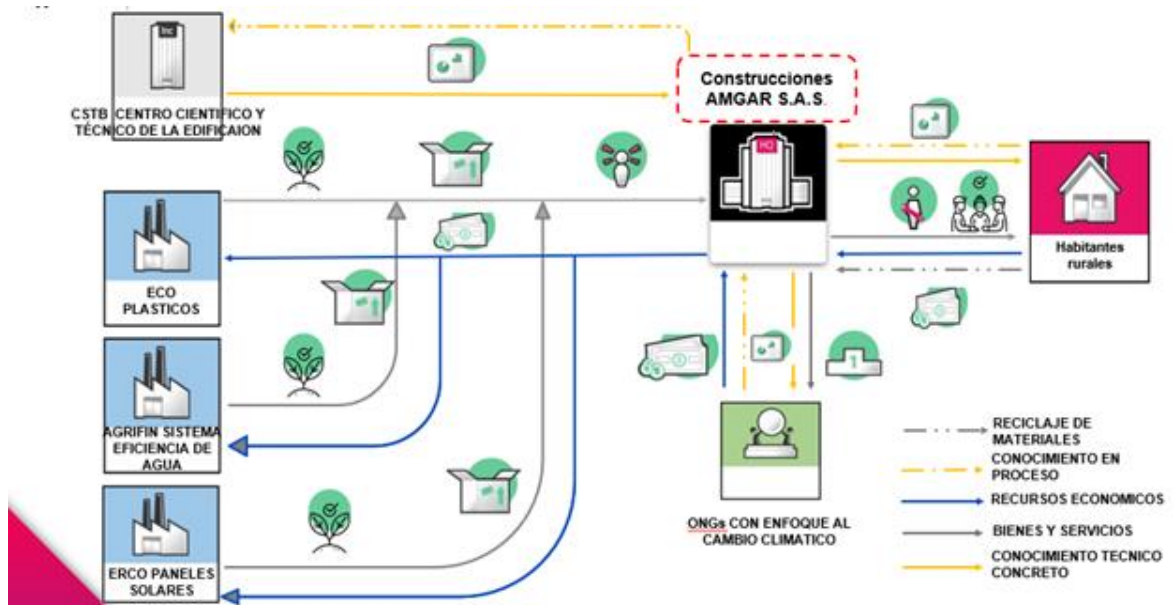 Inc
CSTB CENTRO CIENTIFICO Y
TÉCNICO DE LA EDIFICAION
Construcciones
AMGAR S.A.S.
HQ
Habitantes
rurales
ECO
PLASTICOS
AGRIFIN SISTEMA
EFICIENCIA DE
AGUA
ERCO PANELES
SOLARES
1
ONGs CON ENFOQUE AL
CAMBIO CLIMATICO
RECICLAJE DE
MATERIALES
CONOCIMIENTO EN
PROCESO
RECURSOS ECONOMICOS
BIENES Y SERVICIOS
CONOCIMIENTO TECNICO
CONCRETO